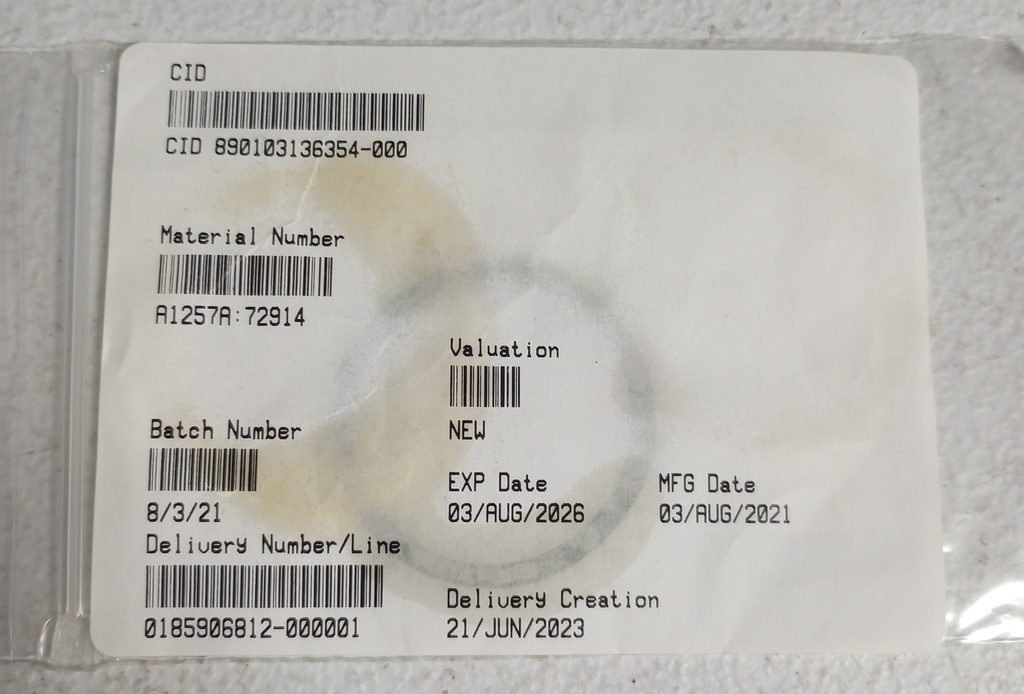 CID
CID 890103136354-000
Material Number
A1257A:72914
Valuation
NEW
Batch Number
8/3/21
EXP Date
03/AUG/2026
MFG Date
03/AUG/2021
Delivery Number/Line
0185906812-000001
Delivery Creation
21/JUN/2023